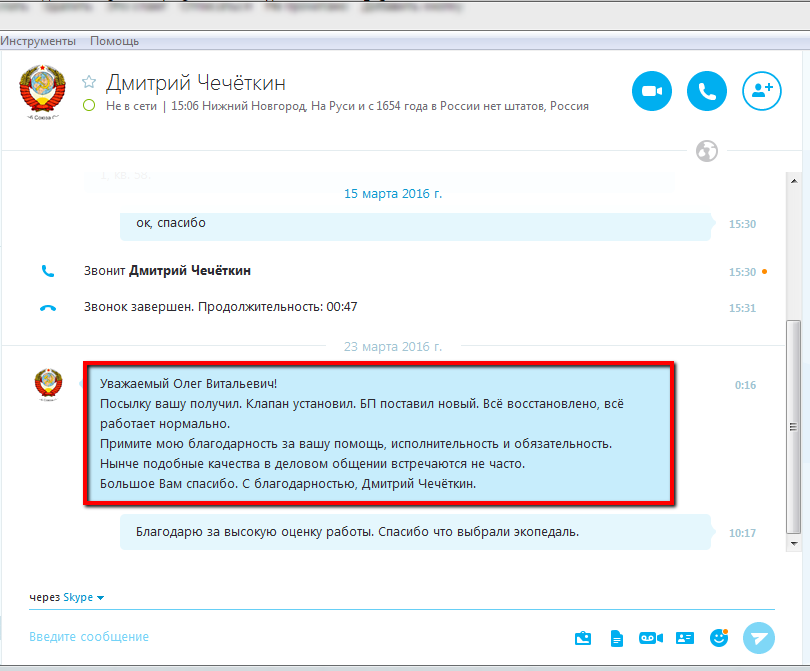 Инструменты Помощь
Дмитрий Чечёткин
Не в сети | 15:06 Нижний Новгород, На Руси и с 1654 года в России нет штатов, Россия
15 марта 2016 г.
ок, спасибо 15:30
Звонит Дмитрий Чечёткин 15:30
Звонок завершен. Продолжительность: 00:47 15:31
23 марта 2016 г.
Уважаемый Олег Витальевич! 0:16
Посылку вашу получил. Клапан установил. БП поставил новый. Всё восстановлено, всё
работает нормально.
Примите мою благодарность за вашу помощь, исполнительность и обязательность.
Нынче подобные качества в деловом общении встречаются не часто.
Большое Вам спасибо. С благодарностью, Дмитрий Чечёткин.
Благодарю за высокую оценку работы. Спасибо что выбрали экопедаль. 10:17
через Skype
Введите сообщение